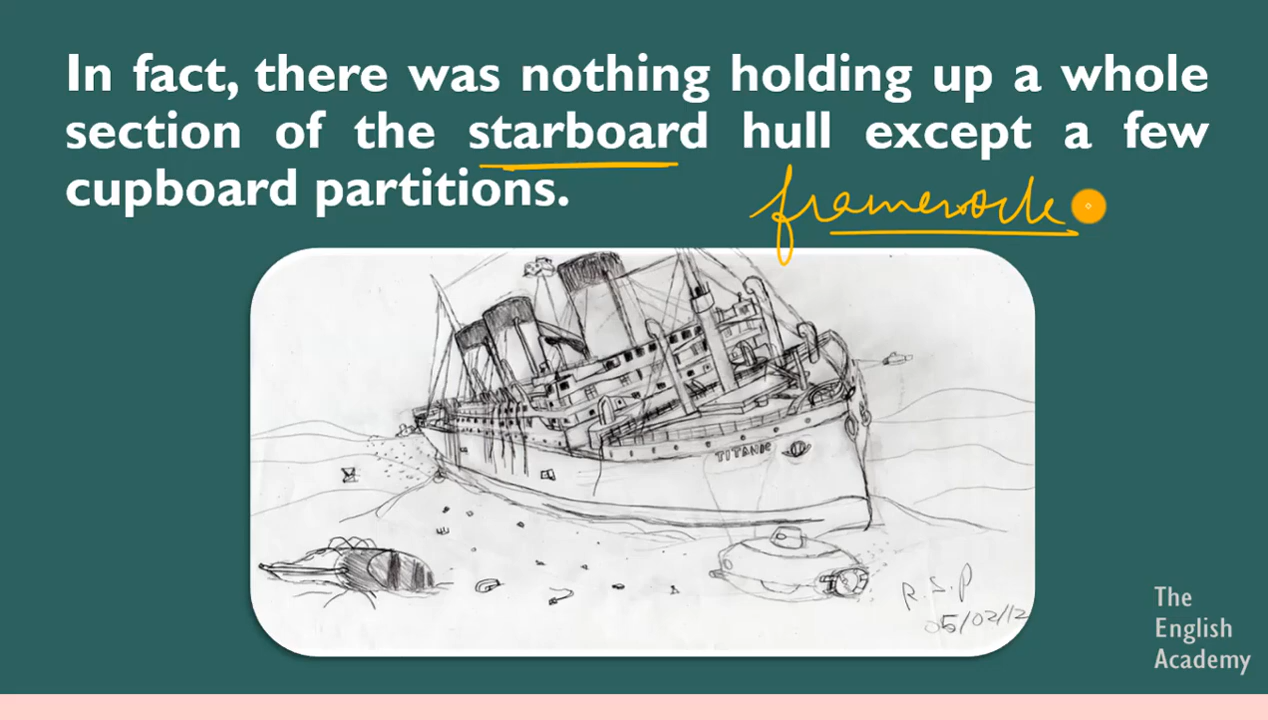 In fact, there was nothing holding up a whole
section of the starboard hull except a few
cupboard partitions.
framework
TITANIC
R.S.P
05/02/12
The
English
Academy